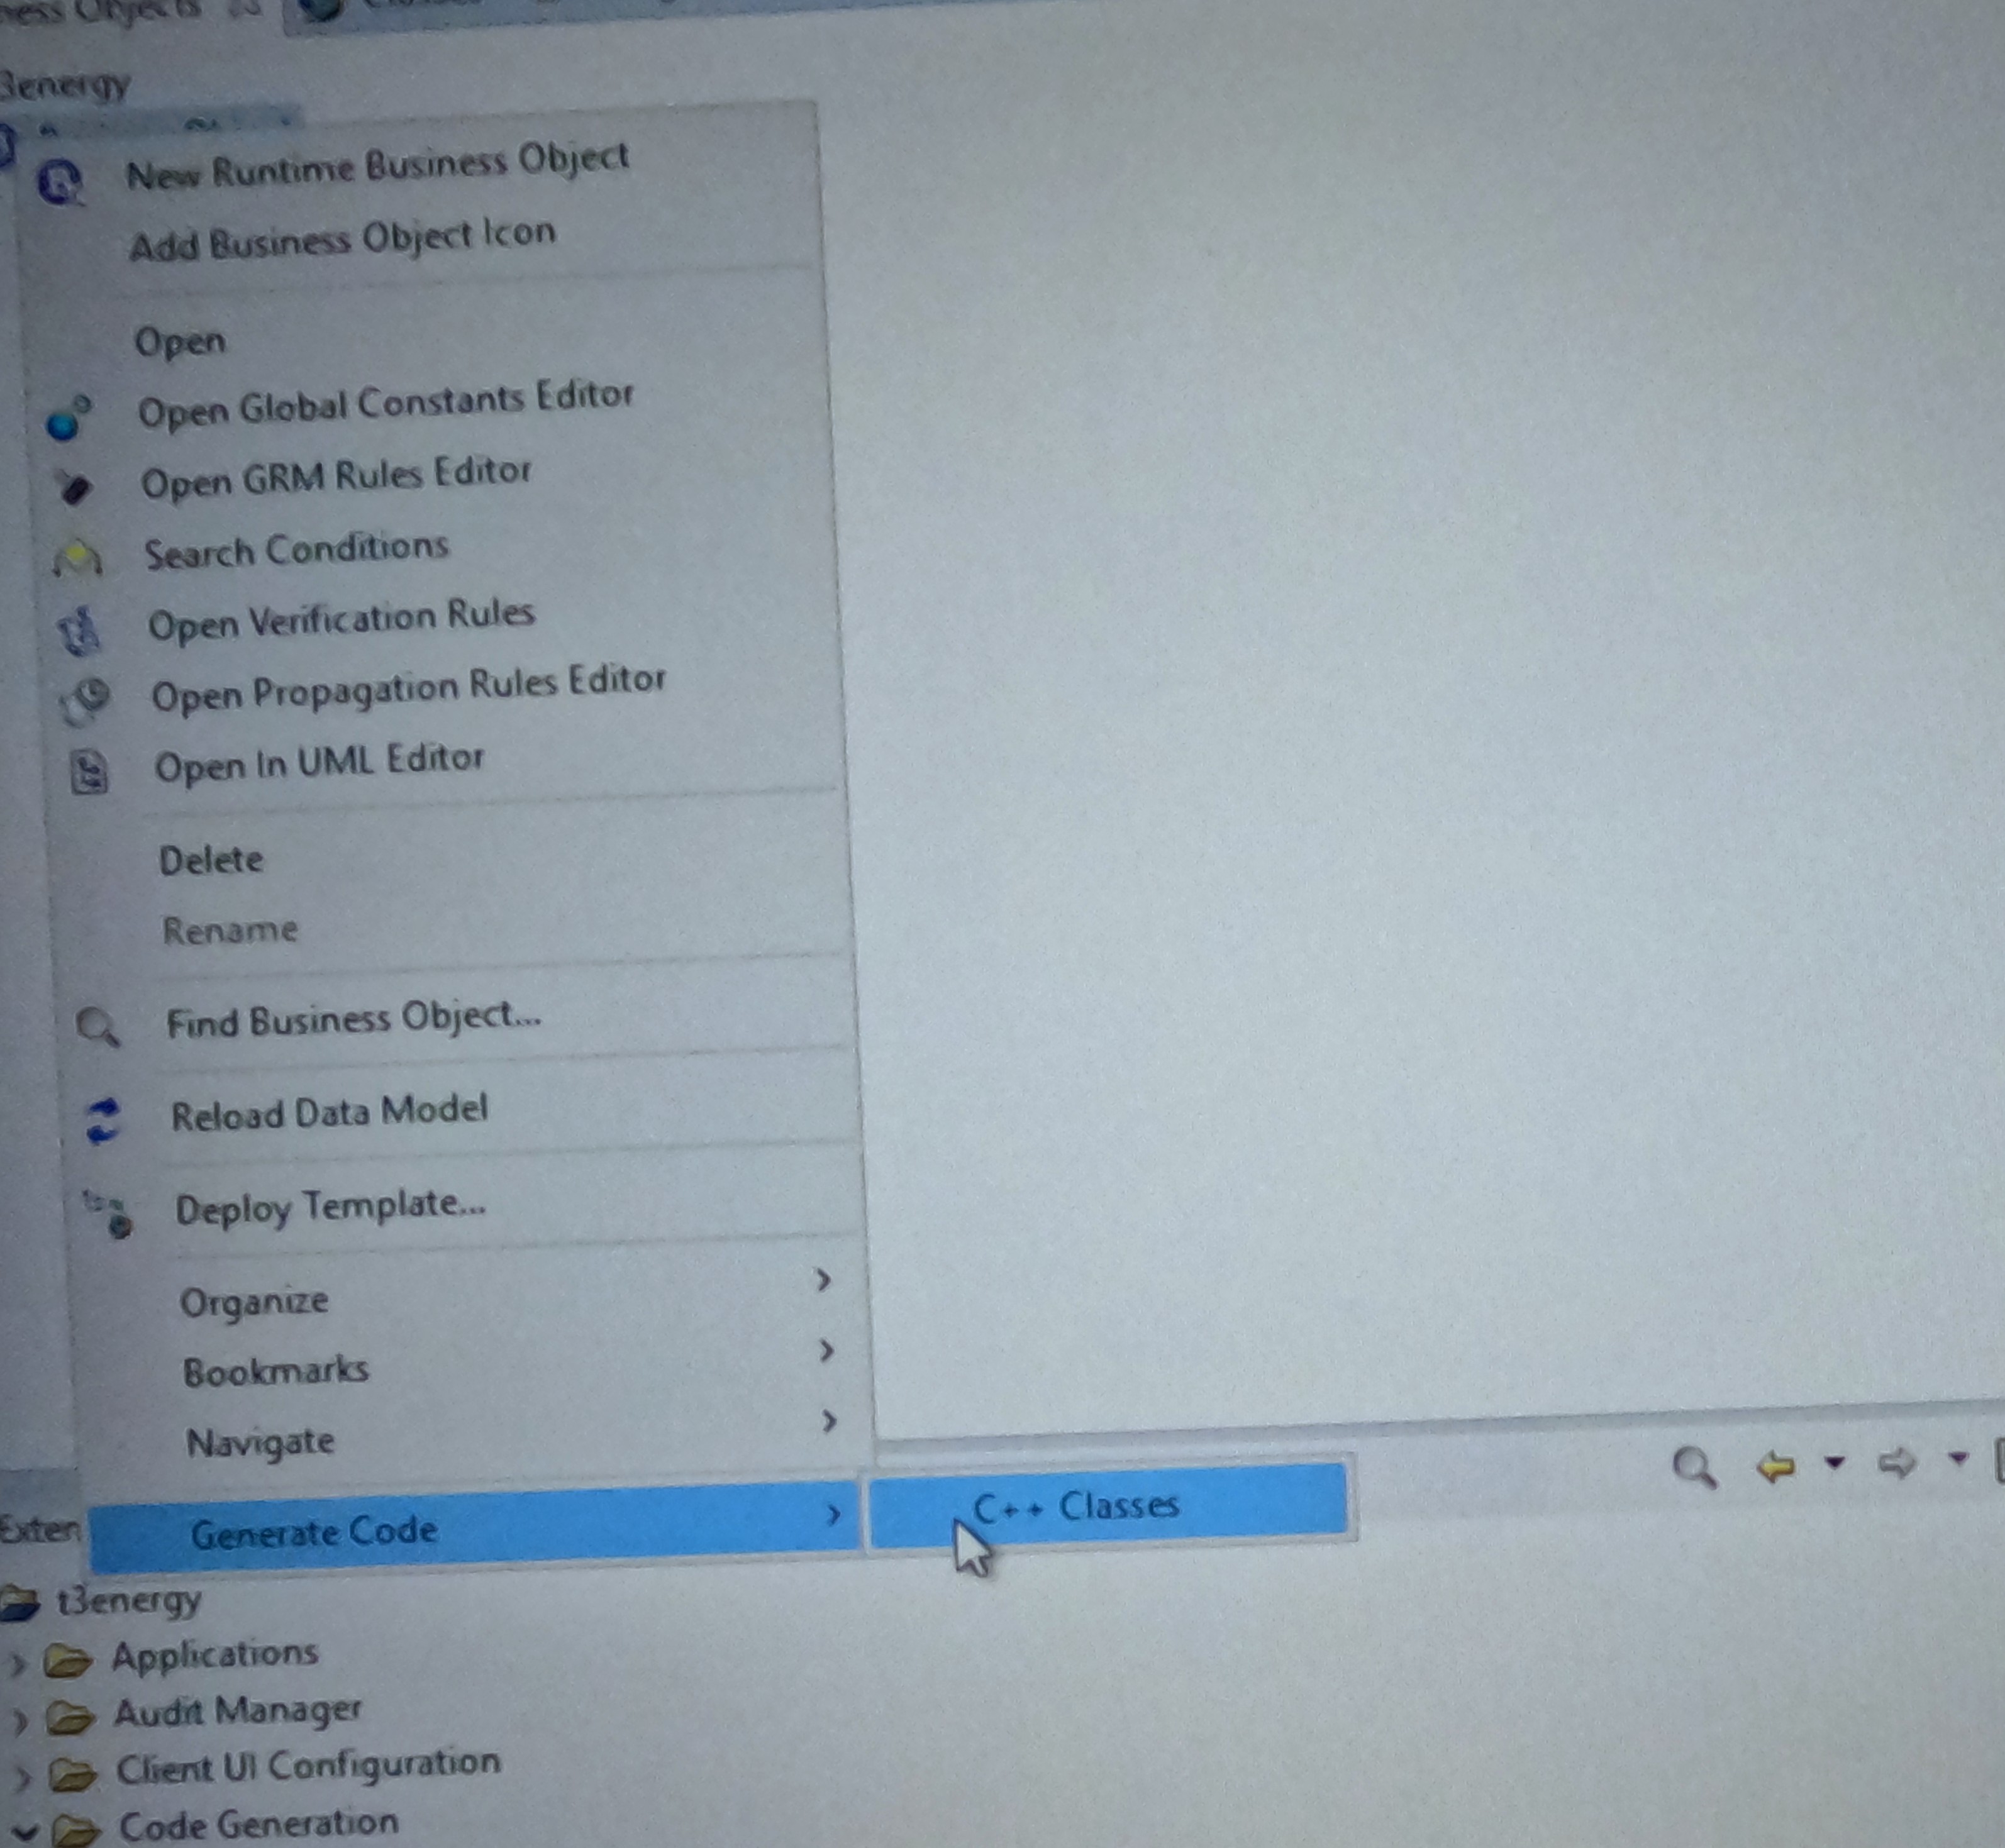 3energy
New Runtime Business Object
Add Business Object Icon
Open
Open Global Constants Editor
Open GRM Rules Editor
Search Conditions
Open Verification Rules
Open Propagation Rules Editor
Open In UML Editor
Delete
Rename
Find Business Object...
Reload Data Model
Deploy Template...
Organize
Bookmarks
Navigate
Generate Code
C++ Classes
Exten
t3energy
Applications
Audit Manager
Client UI Configuration
Code Generation